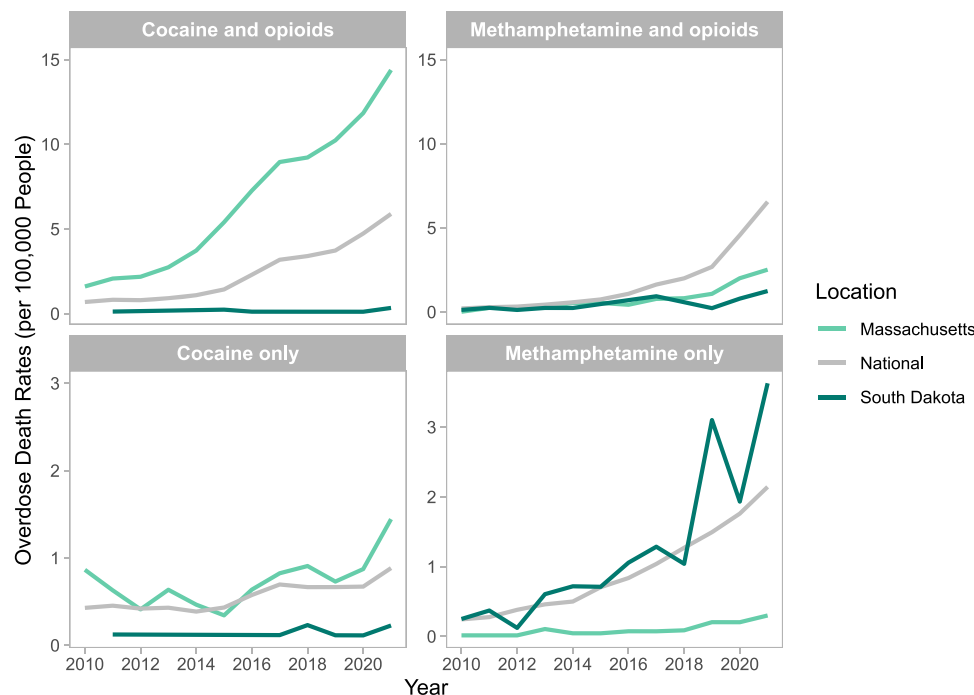 Cocaine and opioids
Methamphetamine and opioids
15
10
5
0
15
10
5
0
Cocaine only
Methamphetamine only
3
2
1
0
3
2
1
0
2010 2012 2014 2016 2018 2020
2010 2012 2014 2016 2018 2020
Year
Overdose Death Rates (per 100,000 People)
Location
Massachusetts
National
South Dakota